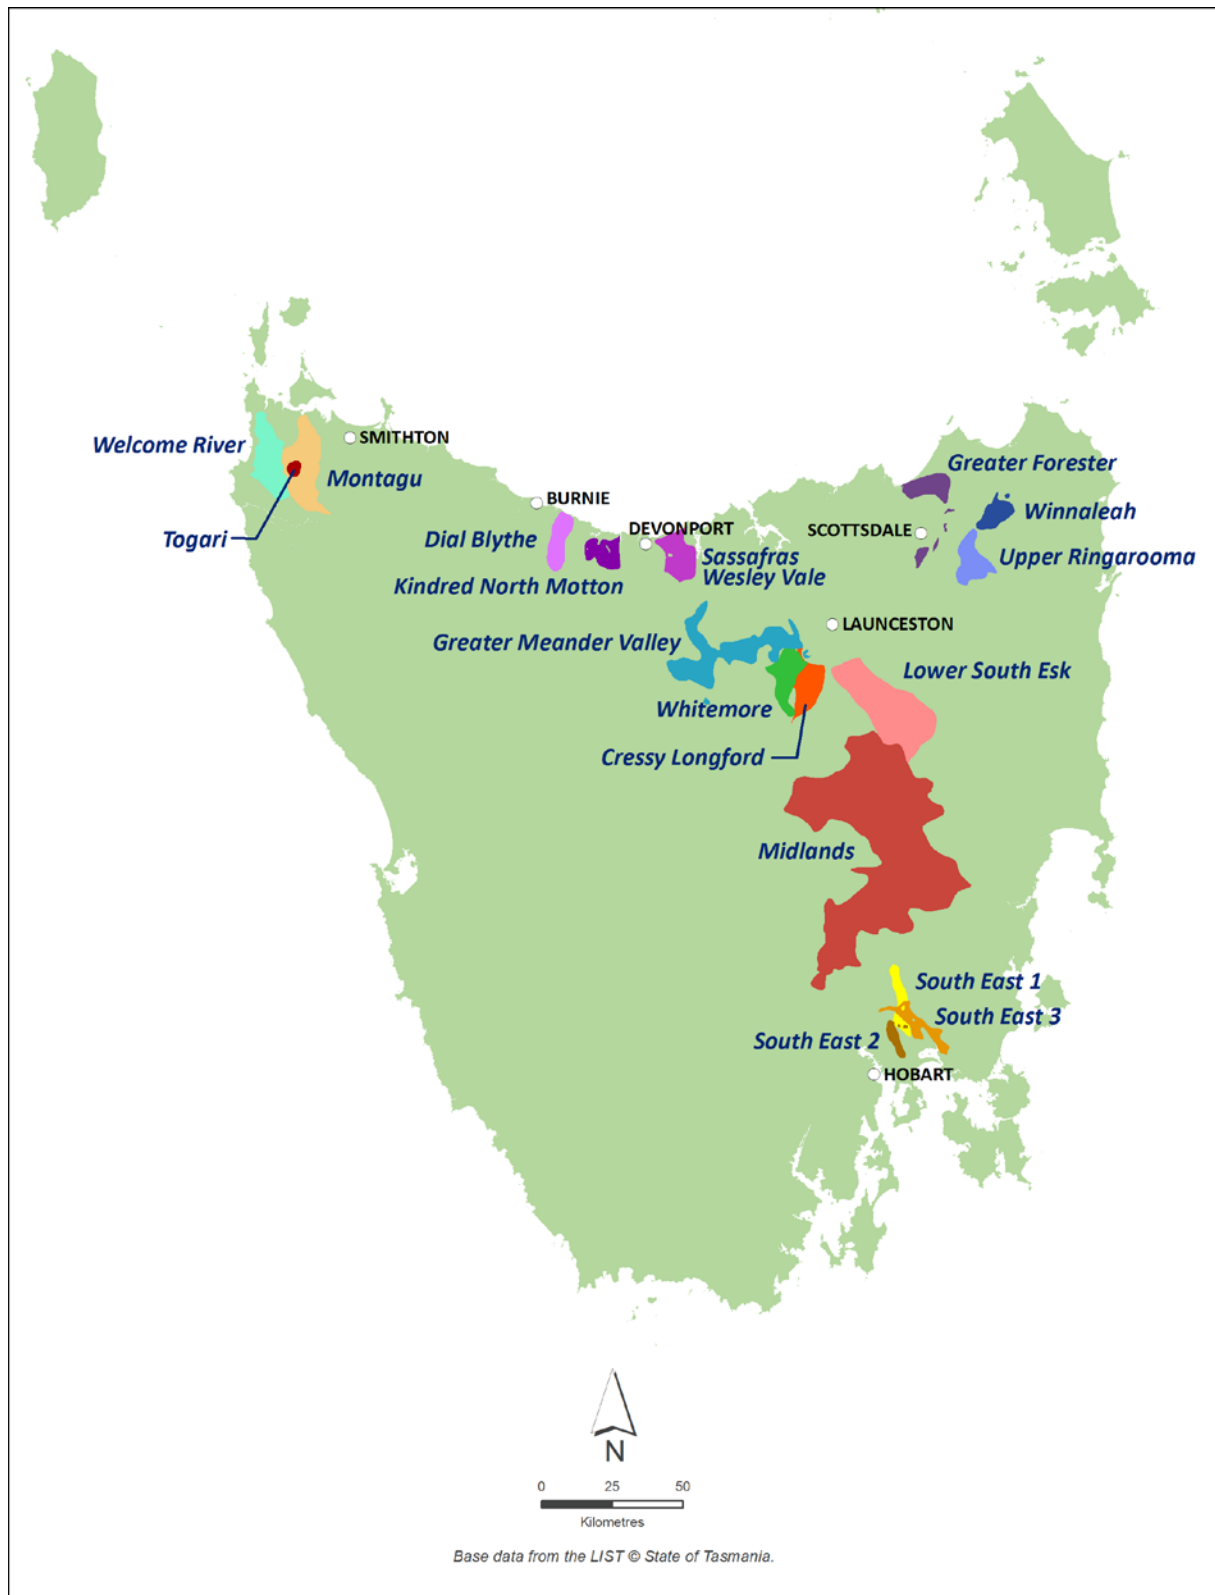 SMITHTON
Welcome River
Montagu
Togari
BURNIE
Dial Blythe
DEVONPORT
Kindred North Motton
Sassafras
Wesley Vale
Greater Forester
Winnaleah
SCOTTSDALE
Upper Ringarooma
LAUNCESTON
Greater Meander Valley
Lower South Esk
Whitemore
Cressy Longford
Midlands
South East 1
South East 3
South East 2
HOBART
N
0 25 50
Kilometres
Base data from the LIST © State of Tasmania.